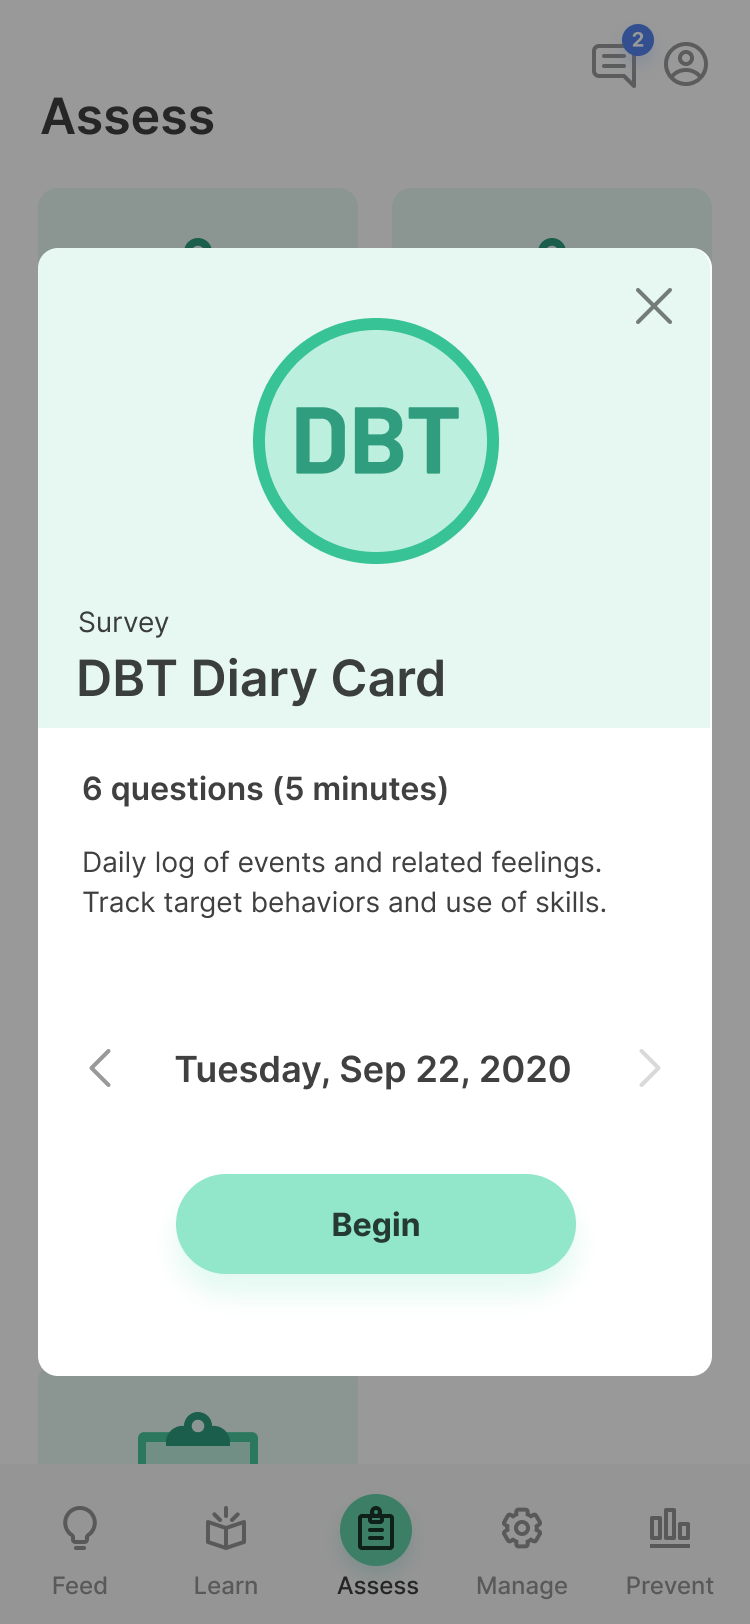 2
Assess
DBT
Survey
DBT Diary Card
6 questions (5 minutes)
Daily log of events and related feelings.
Track target behaviors and use of skills.
Tuesday, Sep 22, 2020
Begin
Feed
Learn
Assess
Manage
Prevent